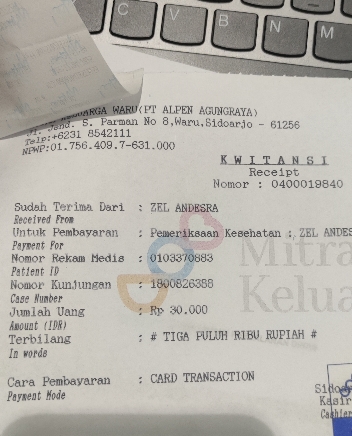 C V B N M
ARGA WARU(PT ALPEN AGUNGRAYA)
Jl. Jend. S. Parman No 8,Waru,Sidoarjo - 61256
Telp:+6231 8542111
NPWP:01.756.409.7-631.000
K W I T A N S I
Receipt
Nomor : 0400019840
Sudah Terima Dari : ZEL ANDESRA
Received From
Untuk Pembayaran : Pemeriksaan Kesehatan : ZEL ANDES
Payment For
Nomor Rekam Medis : 0103370883
Patient ID
Nomor Kunjungan : 1800826388
Case Number
Jumlah Uang : Rp 30.000
Amount (IDR)
Terbilang : # TIGA PULUH RIBU RUPIAH #
In words
Cara Pembayaran : CARD TRANSACTION
Payment Mode
Mitra
Kelua
Sidoa
Kasir
Cashier